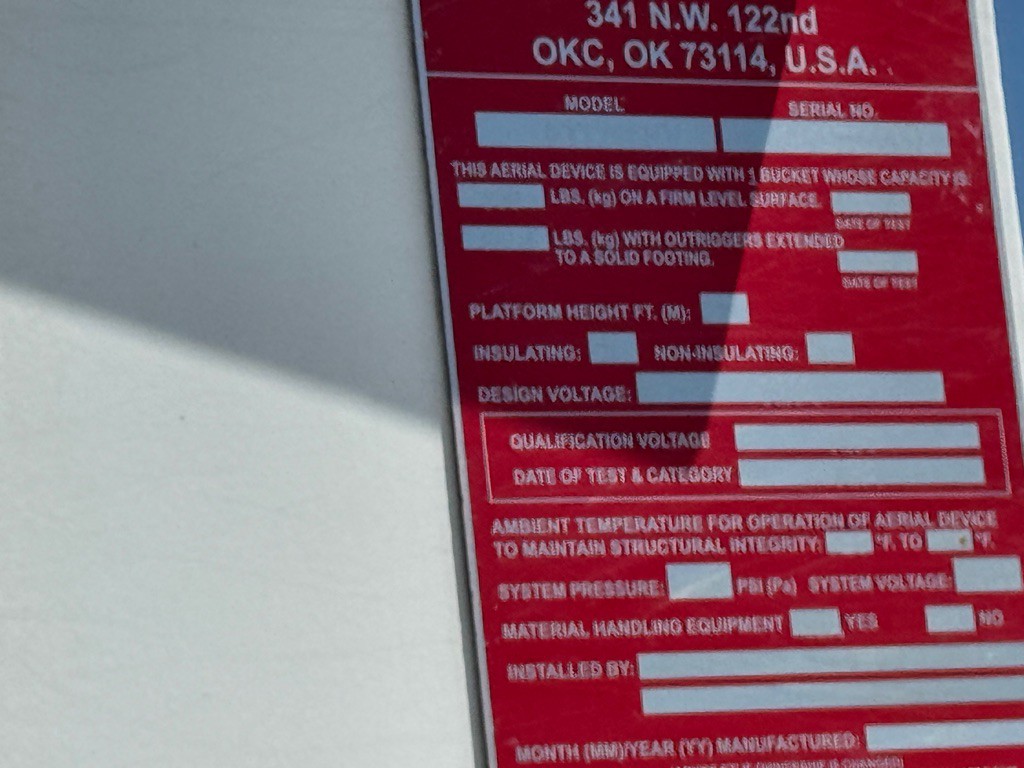 341 N.W. 122nd
OKC, OK 73114, U.S.A.
MODEL SERIAL NO.
THIS AERIAL DEVICE IS EQUIPPED WITH 1 BUCKET WHOSE CAPACITY IS:
LBS. (kg) ON A FIRM LEVEL SURFACE.
DATE OF TEST
LBS. (kg) WITH OUTRIGGERS EXTENDED
TO A SOLID FOOTING.
DATE OF TEST
PLATFORM HEIGHT FT. (M):
INSULATING: NON-INSULATING:
DESIGN VOLTAGE:
QUALIFICATION VOLTAGE
DATE OF TEST & CATEGORY
AMBIENT TEMPERATURE FOR OPERATION OF AERIAL DEVICE
TO MAINTAIN STRUCTURAL INTEGRITY: °F. TO °F.
SYSTEM PRESSURE: PSI (Pa) SYSTEM VOLTAGE:
MATERIAL HANDLING EQUIPMENT YES NO
INSTALLED BY:
MONTH (MM)/YEAR (YY) MANUFACTURED:
OWNERSHIP IS CHANGED)